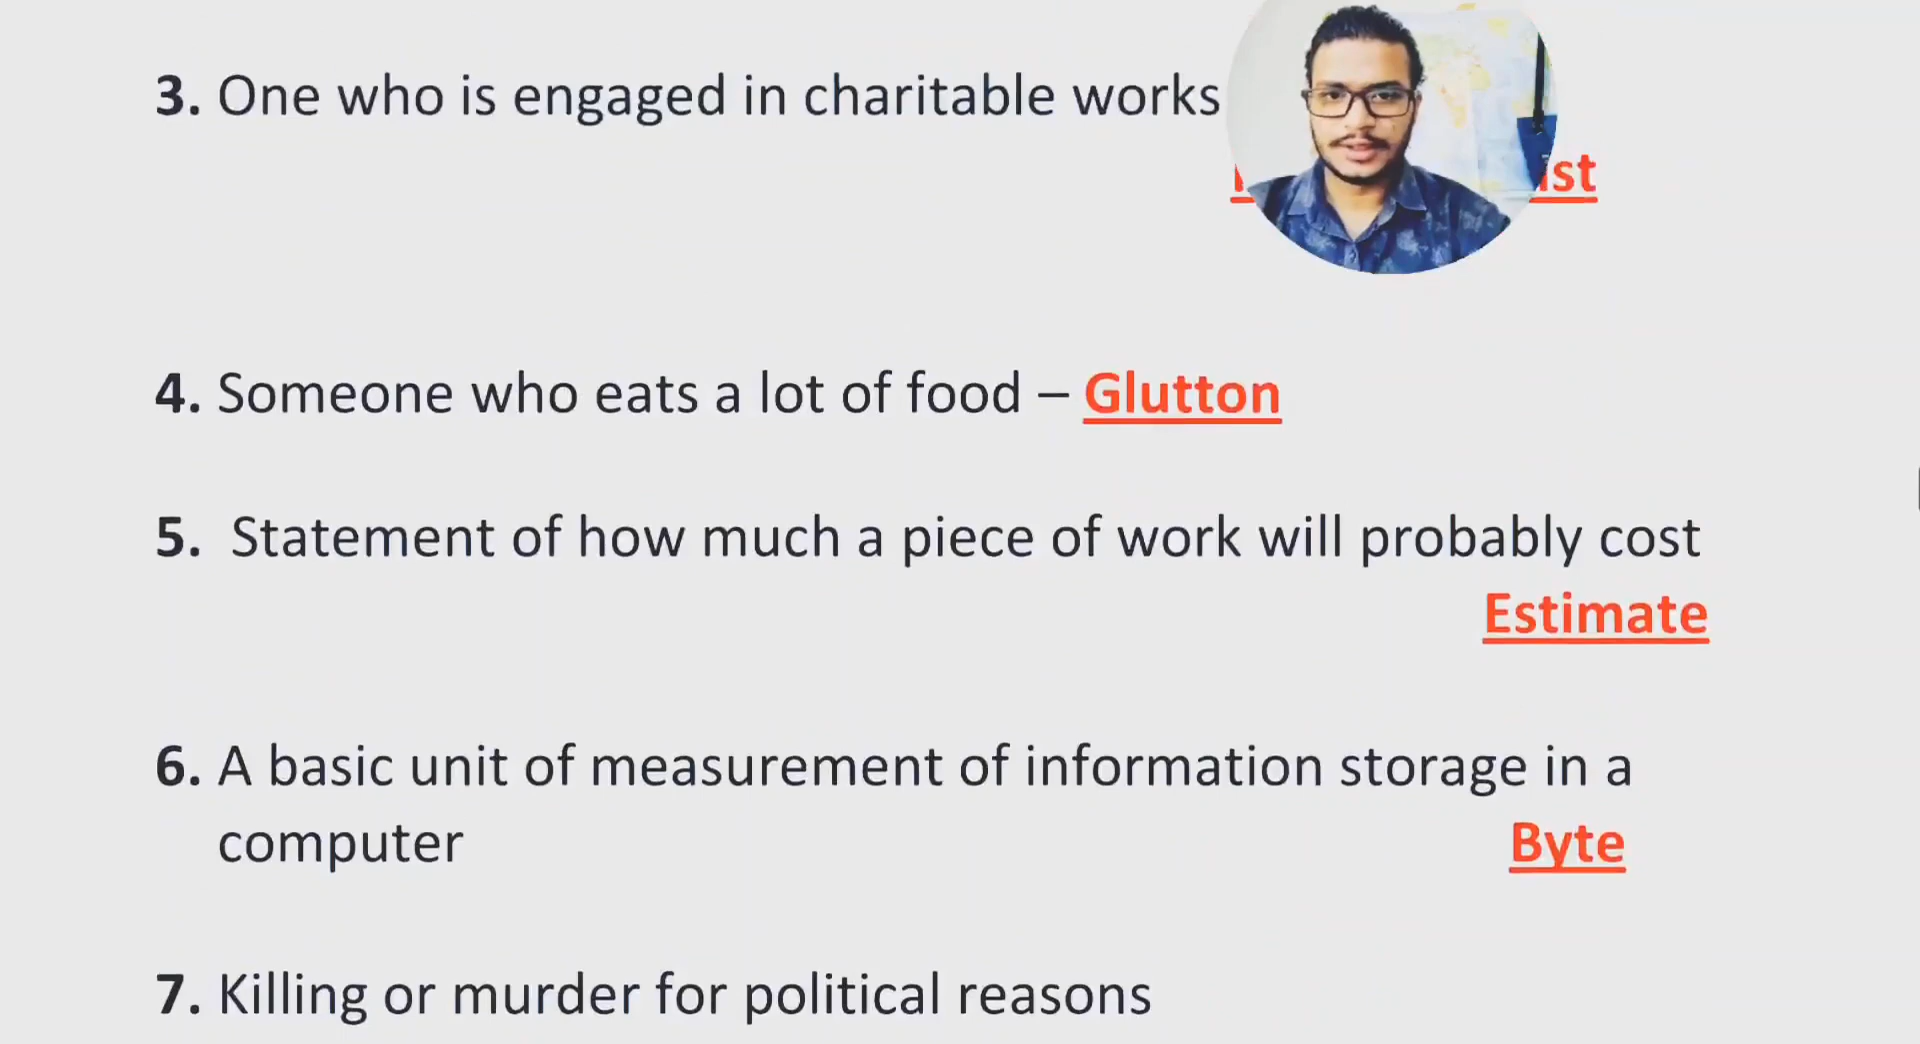 3. One who is engaged in charitable works
4. Someone who eats a lot of food – Glutton
5. Statement of how much a piece of work will probably cost
Estimate
6. A basic unit of measurement of information storage in a
computer Byte
7. Killing or murder for political reasons